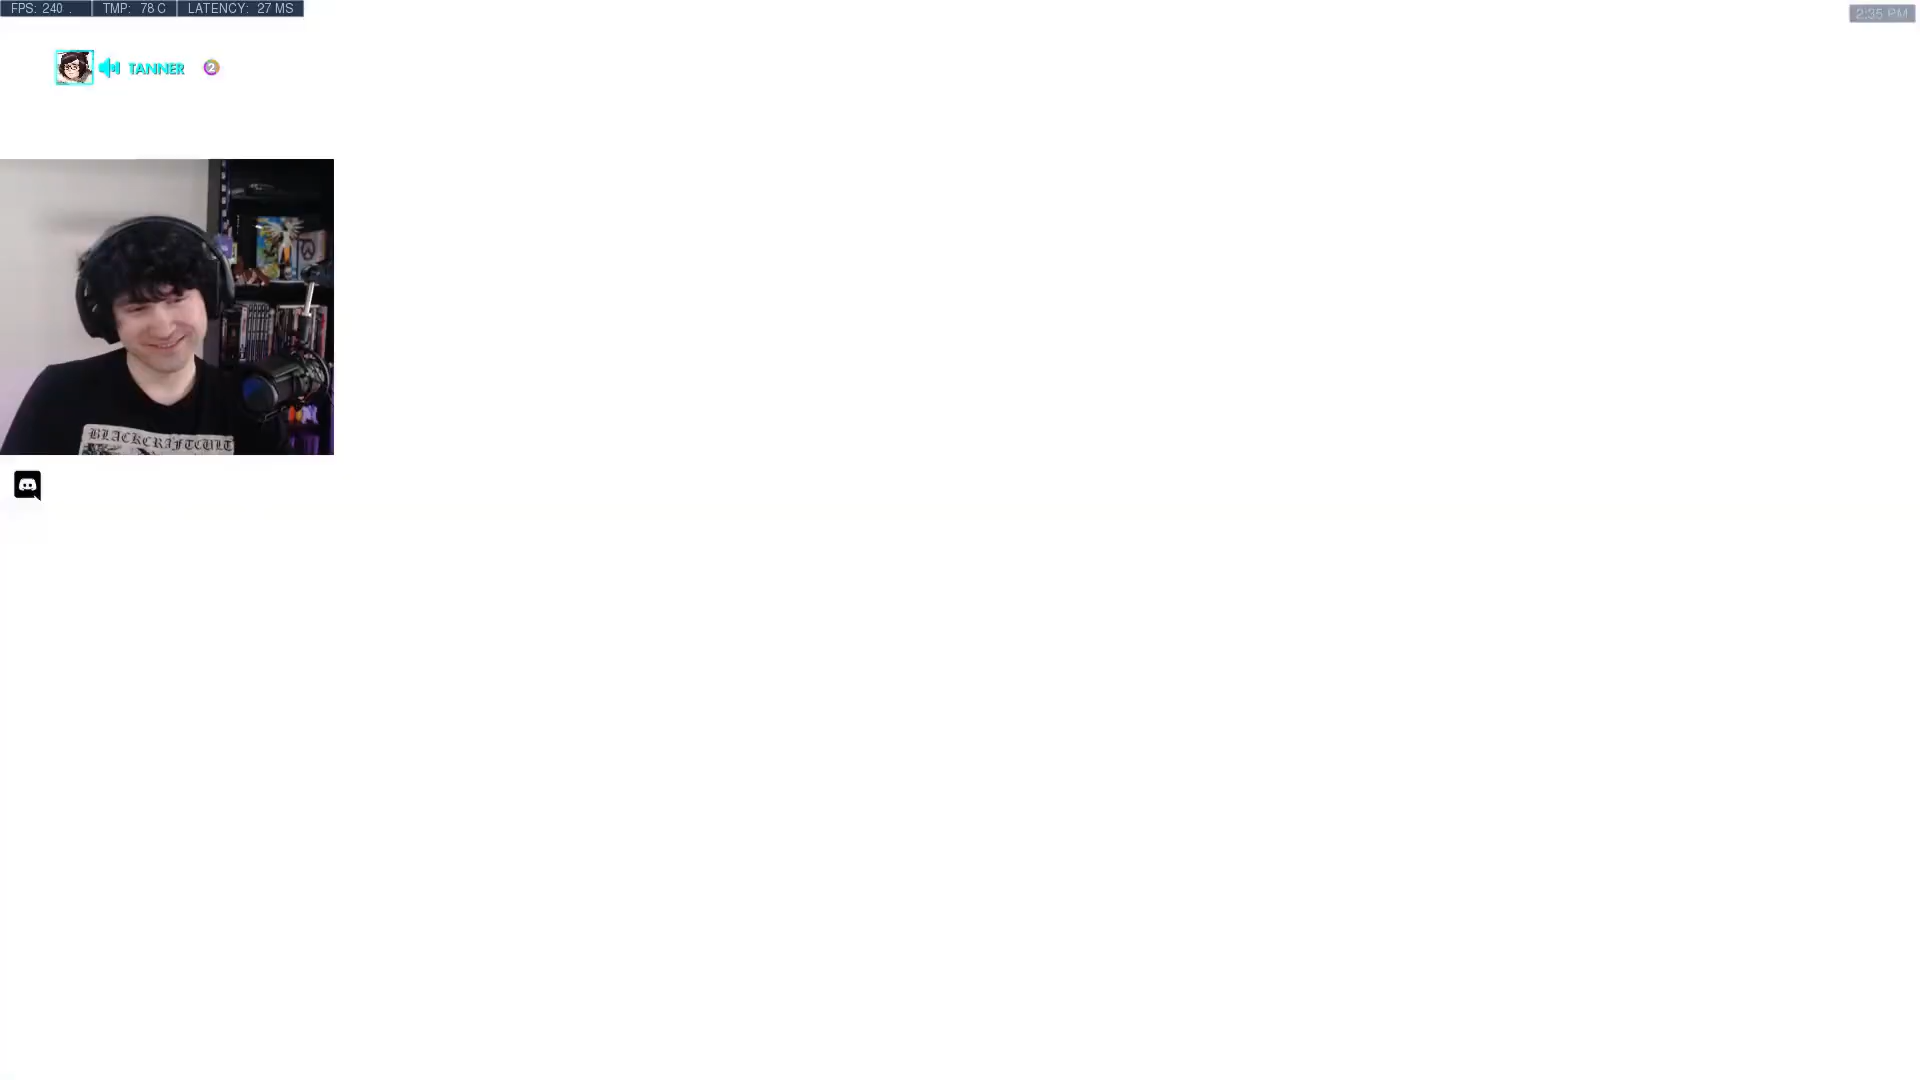 FPS: 240 . TMP: 78 C LATENCY: 27 MS
2:35 PM
TANNER 2
BLACKCRAFTCULT